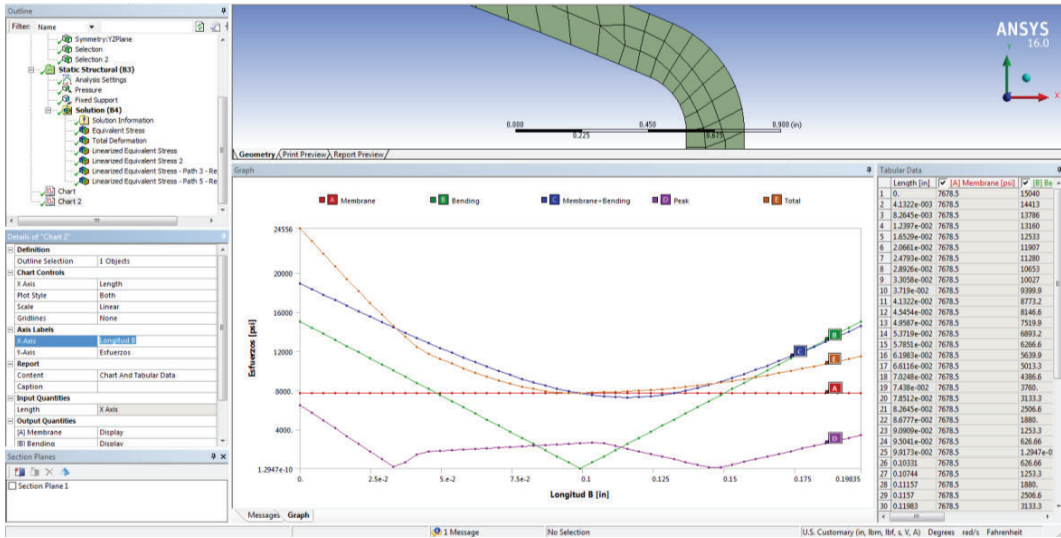 Outline
Filter: Name
Symmetry:YZPlane
Selection
Selection 2
Static Structural (B3)
Analysis Settings
Pressure
Fixed Support
Solution (B4)
Solution Information
Equivalent Stress
Total Deformation
Linearized Equivalent Stress
Linearized Equivalent Stress 2
Linearized Equivalent Stress - Path 3 - Re
Linearized Equivalent Stress - Path 5 - Re
Chart
Chart 2
Details of "Chart 2"
Definition
Outline Selection 1 Objects
Chart Controls
X Axis Length
Plot Style Both
Scale Linear
Gridlines None
Axis Labels
X-Axis Longitud B
Y-Axis Esfuerzos
Report
Content Chart And Tabular Data
Caption
Input Quantities
Length X Axis
Output Quantities
[A] Membrane Display
[B] Bending Display
Section Planes
Section Plane 1
ANSYS
16.0
Y
X
0.000 0.450 0.900 (in)
0.225 0.675
Geometry Print Preview Report Preview
Graph
A Membrane B Bending C Membrane+Bending D Peak E Total
24556
20000
16000
12000
8000.
4000.
1.2947e-10
Esfuerzos [psi]
B
C
E
A
D
0. 2.5e-2 5.e-2 7.5e-2 0.1 0.125 0.15 0.175 0.19835
Longitud B [in]
Messages Graph
Tabular Data
Length [in] [A] Membrane [psi] [B] Be
1 0. 7678.5 15040
2 4.1322e-003 7678.5 14413
3 8.2645e-003 7678.5 13786
4 1.2397e-002 7678.5 13160
5 1.6529e-002 7678.5 12533
6 2.0661e-002 7678.5 11907
7 2.4793e-002 7678.5 11280
8 2.8926e-002 7678.5 10653
9 3.3058e-002 7678.5 10027
10 3.719e-002 7678.5 9399.9
11 4.1322e-002 7678.5 8773.2
12 4.5454e-002 7678.5 8146.6
13 4.9587e-002 7678.5 7519.9
14 5.3719e-002 7678.5 6893.2
15 5.7851e-002 7678.5 6266.6
16 6.1983e-002 7678.5 5639.9
17 6.6116e-002 7678.5 5013.3
18 7.0248e-002 7678.5 4386.6
19 7.438e-002 7678.5 3760.
20 7.8512e-002 7678.5 3133.3
21 8.2645e-002 7678.5 2506.6
22 8.6777e-002 7678.5 1880.
23 9.0909e-002 7678.5 1253.3
24 9.5041e-002 7678.5 626.66
25 9.9173e-002 7678.5 1.2947e-0
26 0.10331 7678.5 626.66
27 0.10744 7678.5 1253.3
28 0.11157 7678.5 1880.
29 0.1157 7678.5 2506.6
30 0.11983 7678.5 3133.3
1 Message No Selection U.S. Customary (in, lbm, lbf, s, V, A) Degrees rad/s Fahrenheit